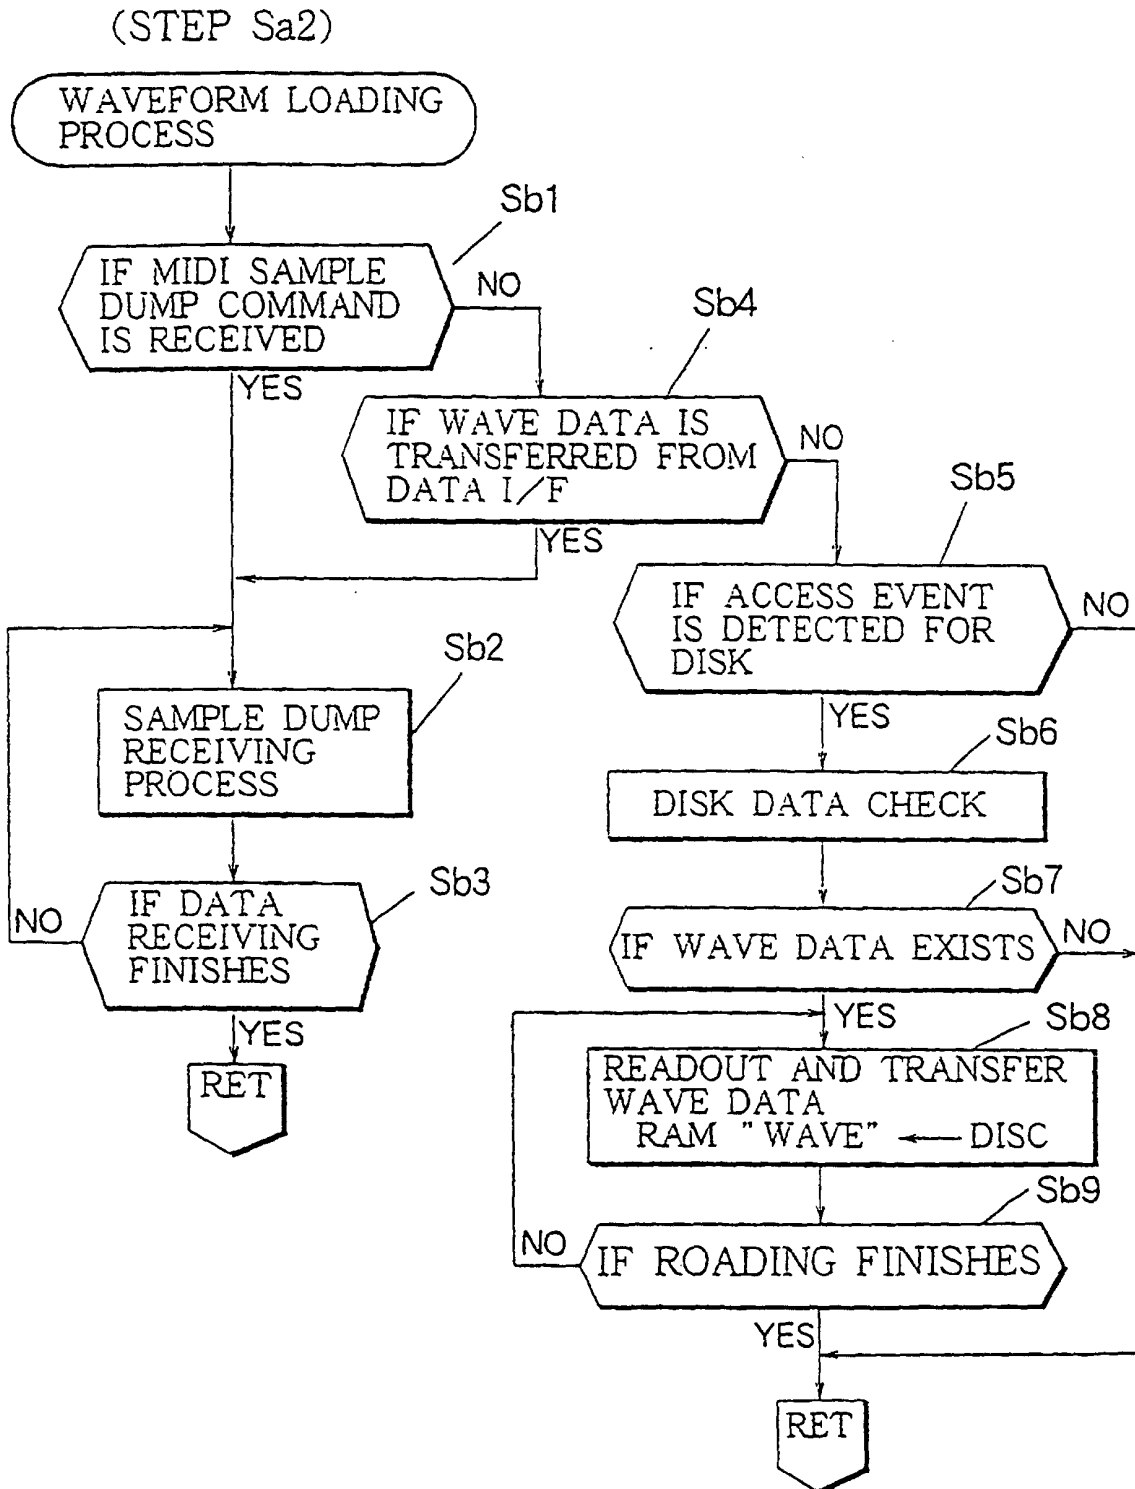 (STEP Sa2)
WAVEFORM LOADING
PROCESS
Sb1
IF MIDI SAMPLE
DUMP COMMAND
IS RECEIVED
NO
YES
Sb4
IF WAVE DATA IS
TRANSFERRED FROM
DATA I/F
NO
YES
Sb5
IF ACCESS EVENT
IS DETECTED FOR
DISK
NO
YES
Sb2
SAMPLE DUMP
RECEIVING
PROCESS
Sb6
DISK DATA CHECK
Sb3
IF DATA
RECEIVING
FINISHES
NO
YES
RET
Sb7
IF WAVE DATA EXISTS
NO
YES
Sb8
READOUT AND TRANSFER
WAVE DATA
RAM "WAVE" ← DISC
Sb9
IF ROADING FINISHES
NO
YES
RET